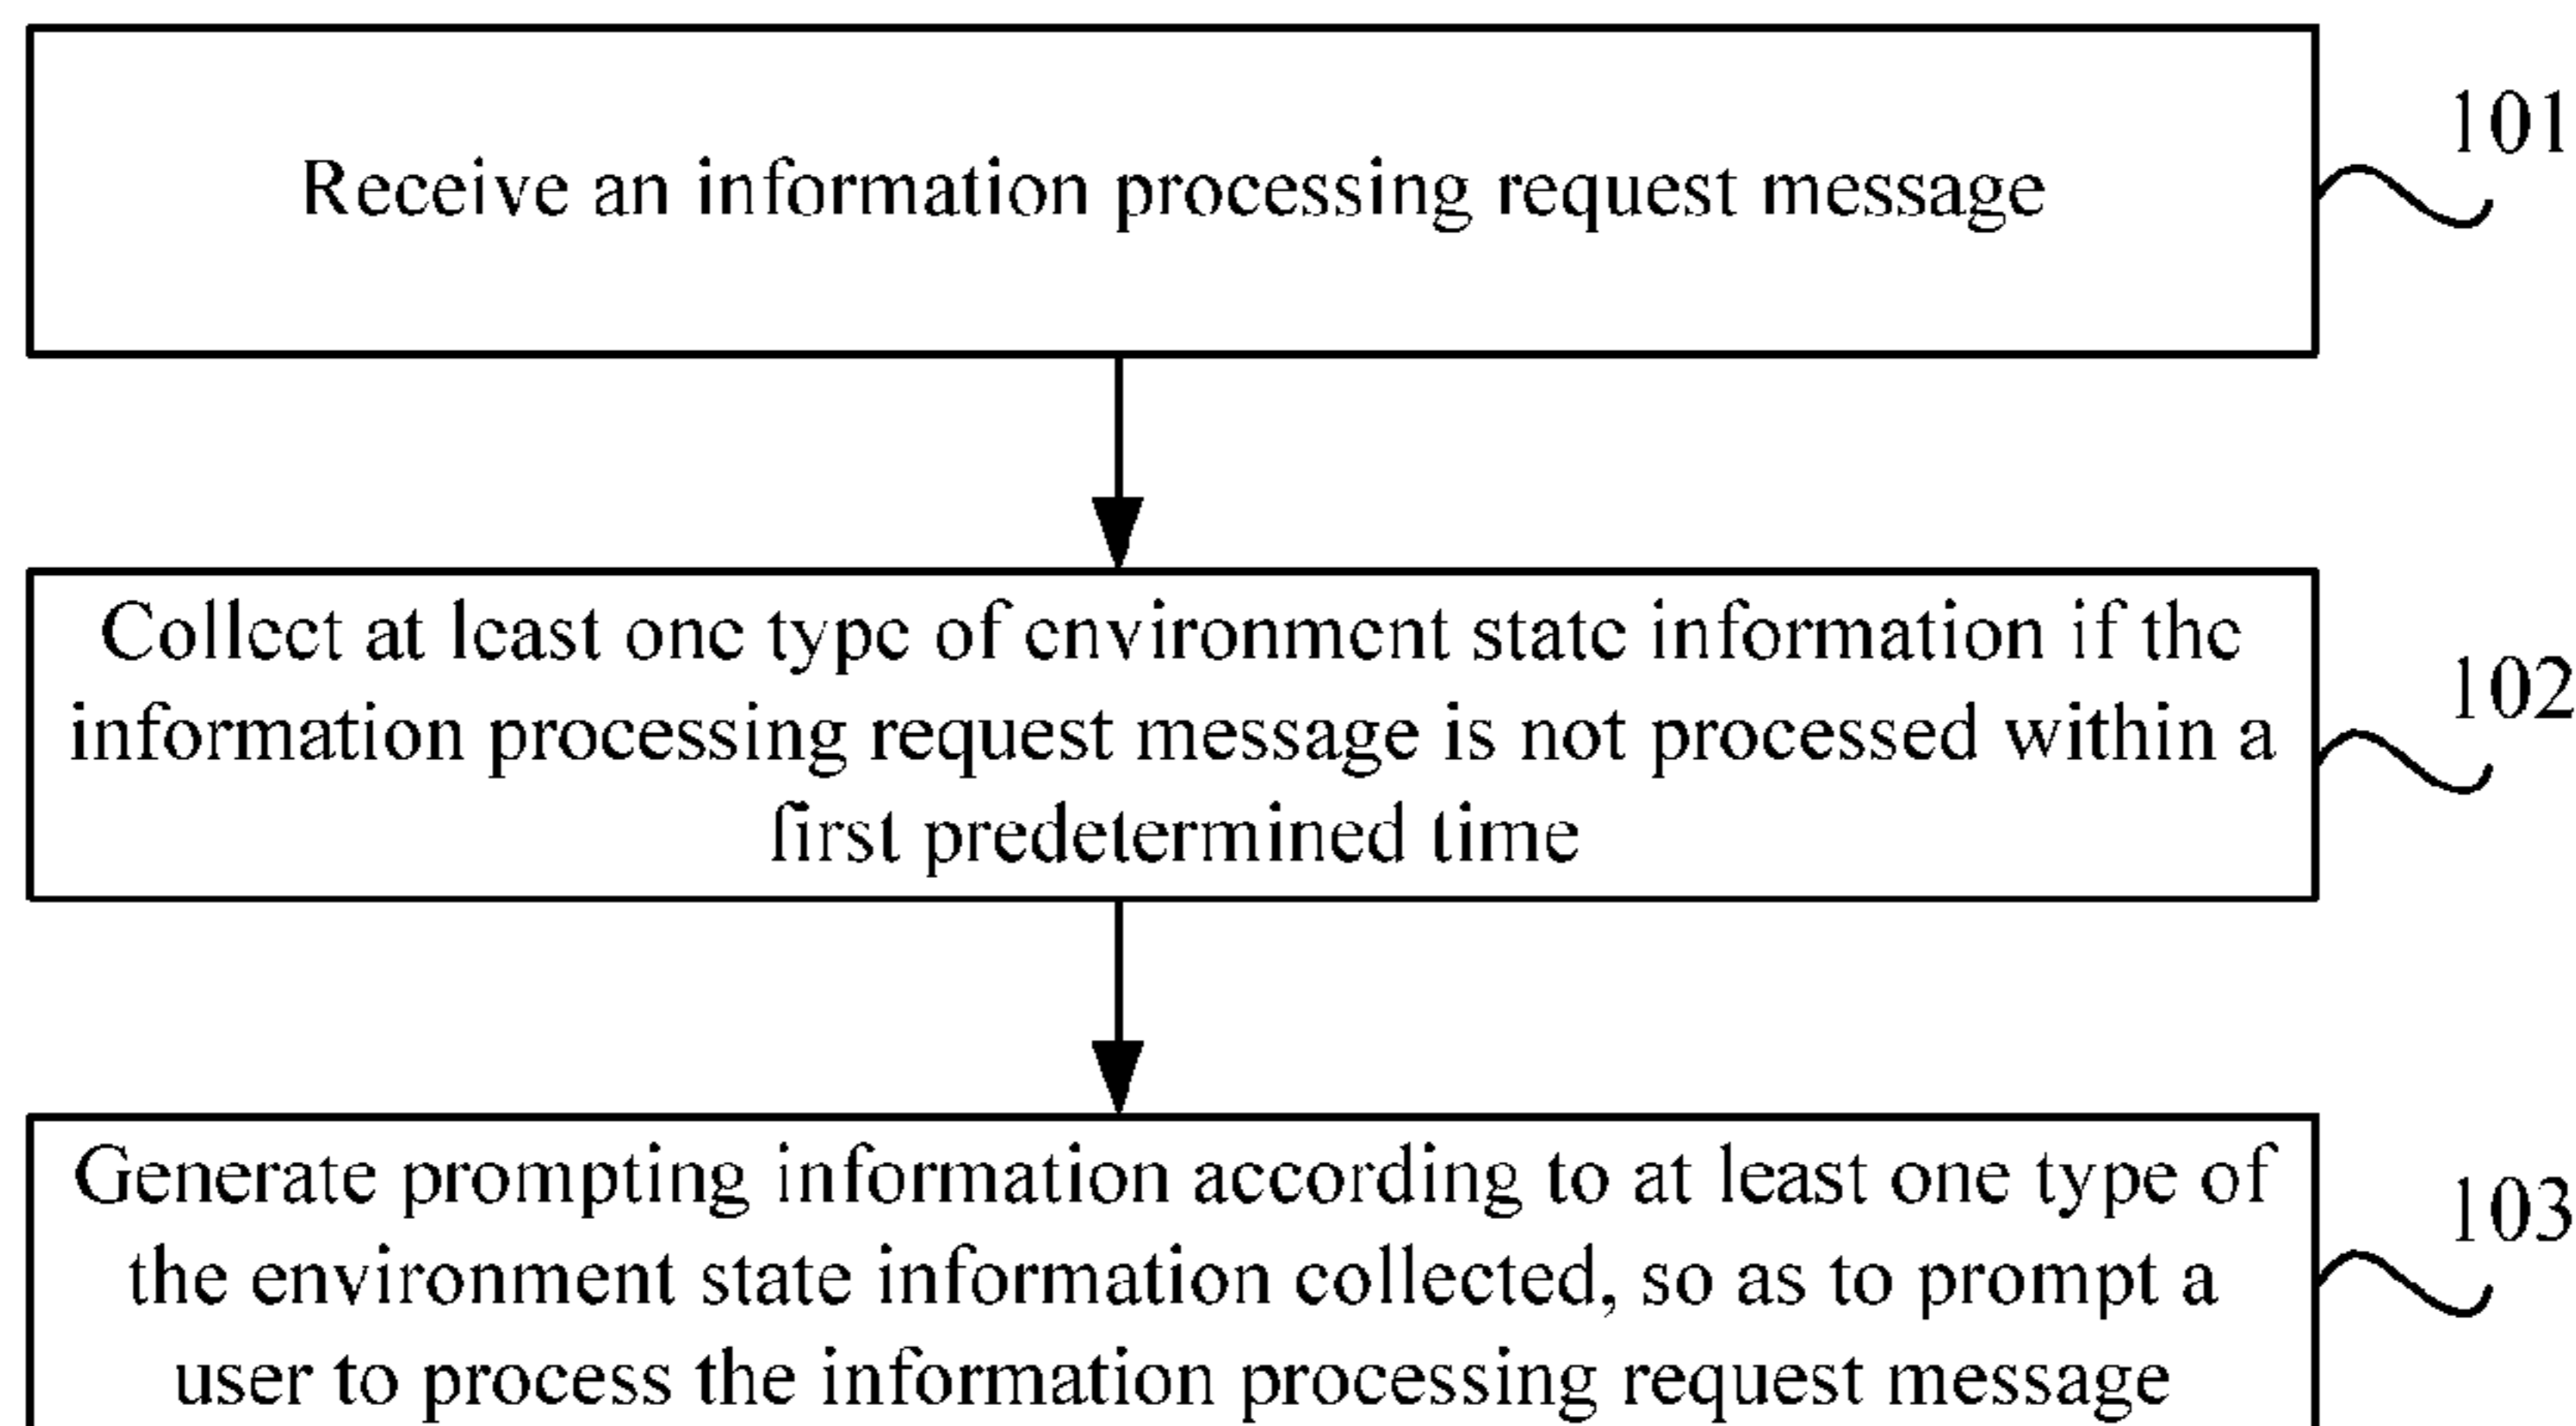 Receive an information processing request message
101
Collect at least one type of environment state information if the
information processing request message is not processed within a
first predetermined time
102
Generate prompting information according to at least one type of
the environment state information collected, so as to prompt a
user to process the information processing request message
103